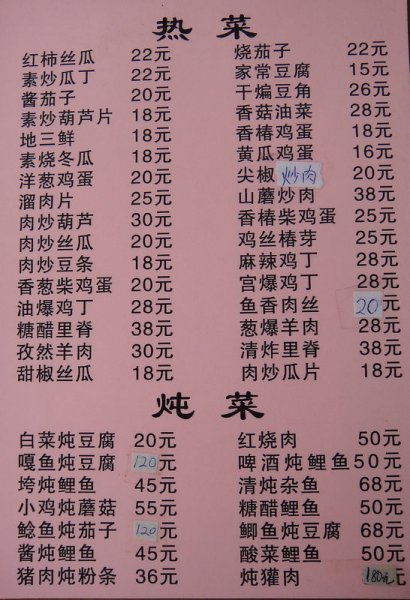 热 菜
红柿丝瓜 22元
素炒瓜丁 22元
酱茄子 20元
素炒葫芦片 18元
地三鲜 18元
素烧冬瓜 18元
洋葱鸡蛋 20元
溜肉片 25元
肉炒葫芦 30元
肉炒丝瓜 20元
肉炒豆条 18元
香葱柴鸡蛋 20元
油爆鸡丁 28元
糖醋里脊 38元
孜然羊肉 30元
甜椒丝瓜 18元
烧茄子 22元
家常豆腐 15元
干煸豆角 26元
香菇油菜 28元
香椿鸡蛋 18元
黄瓜鸡蛋 16元
尖椒炒肉 20元
山蘑炒肉 38元
香椿柴鸡蛋 25元
鸡丝椿芽 25元
麻辣鸡丁 28元
宫爆鸡丁 28元
鱼香肉丝 20元
葱爆羊肉 28元
清炸里脊 38元
肉炒瓜片 18元
炖 菜
白菜炖豆腐 20元
嘎鱼炖豆腐 120元
垮炖鲤鱼 45元
小鸡炖蘑菇 55元
鲶鱼炖茄子 120元
酱炖鲤鱼 45元
猪肉炖粉条 36元
红烧肉 50元
啤酒炖鲤鱼 50元
清炖杂鱼 68元
糖醋鲤鱼 50元
鲫鱼炖豆腐 68元
酸菜鲤鱼 50元
炖獾肉 180元